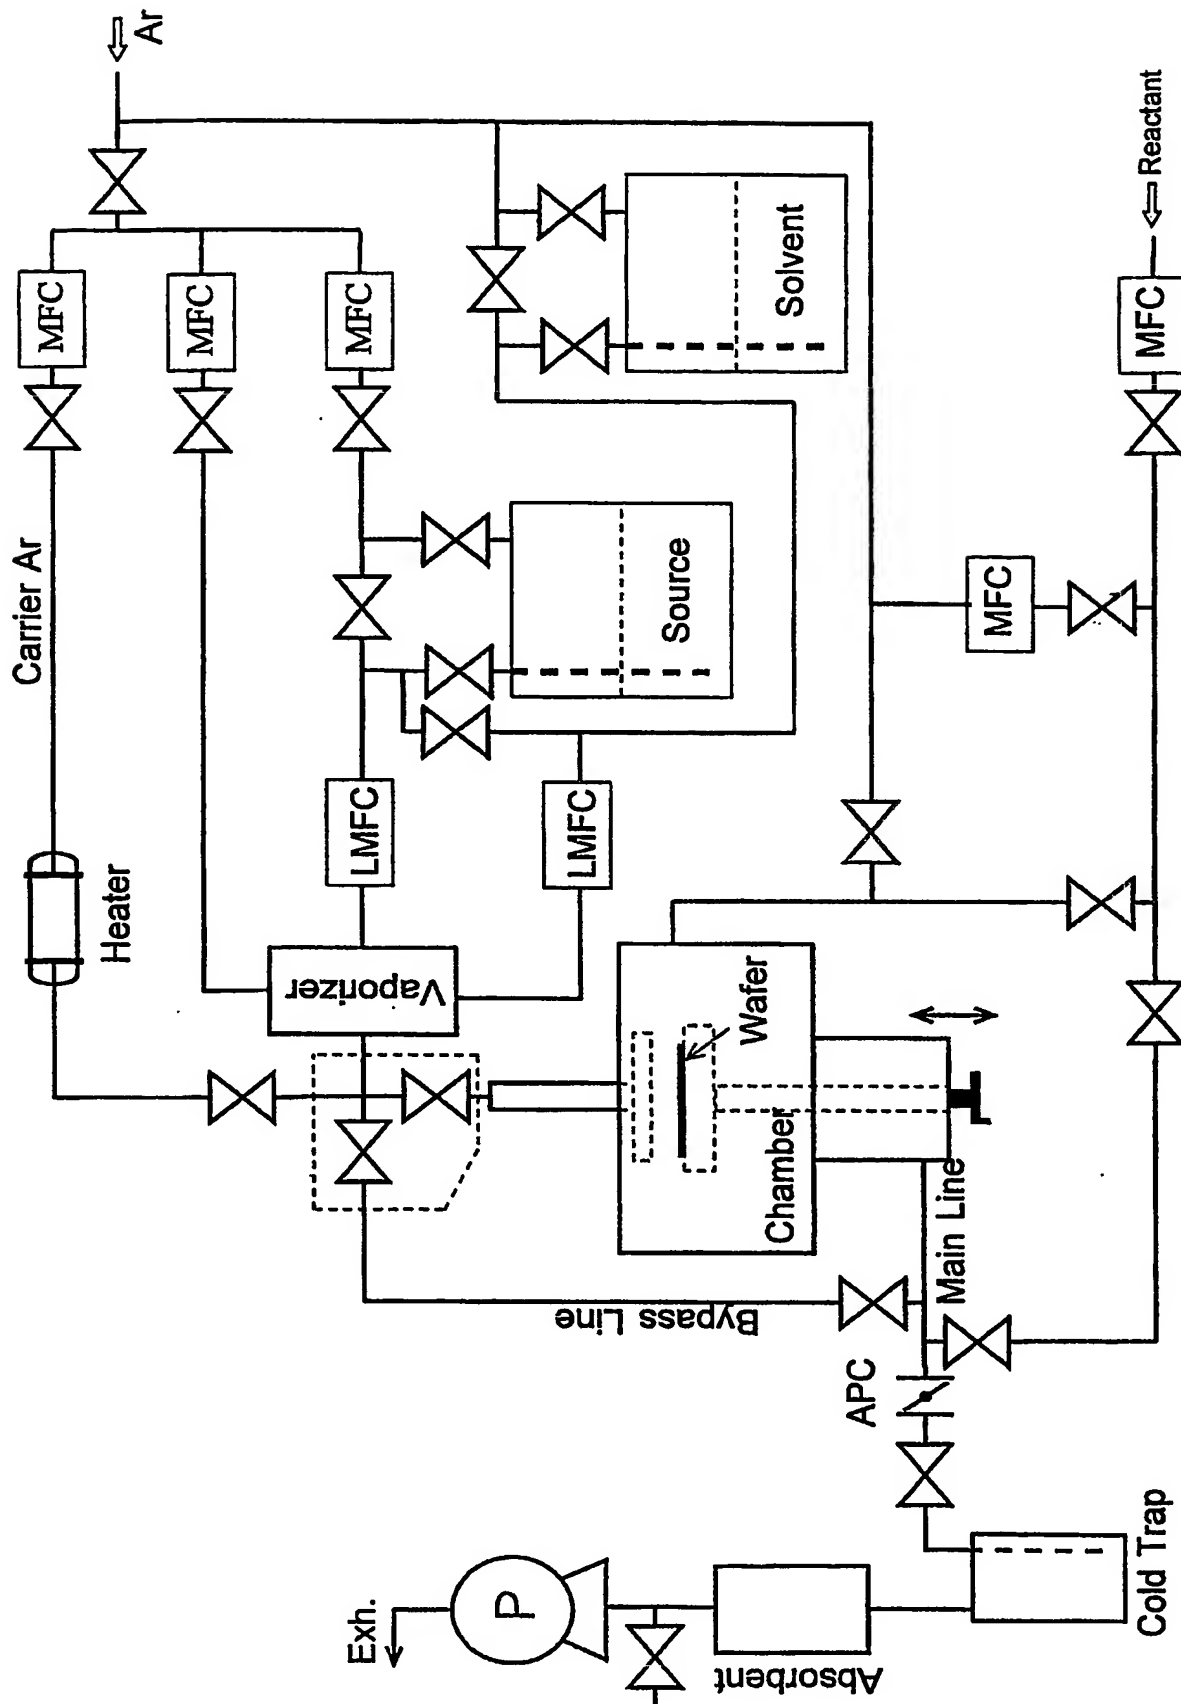 Ar
MFC
MFC
MFC
Carrier Ar
Heater
LMFC
LMFC
Vaporizer
Source
Solvent
Reactant
MFC
MFC
Wafer
Chamber
Main Line
Bypass Line
APC
Cold Trap
Absorbent
P
Exh.